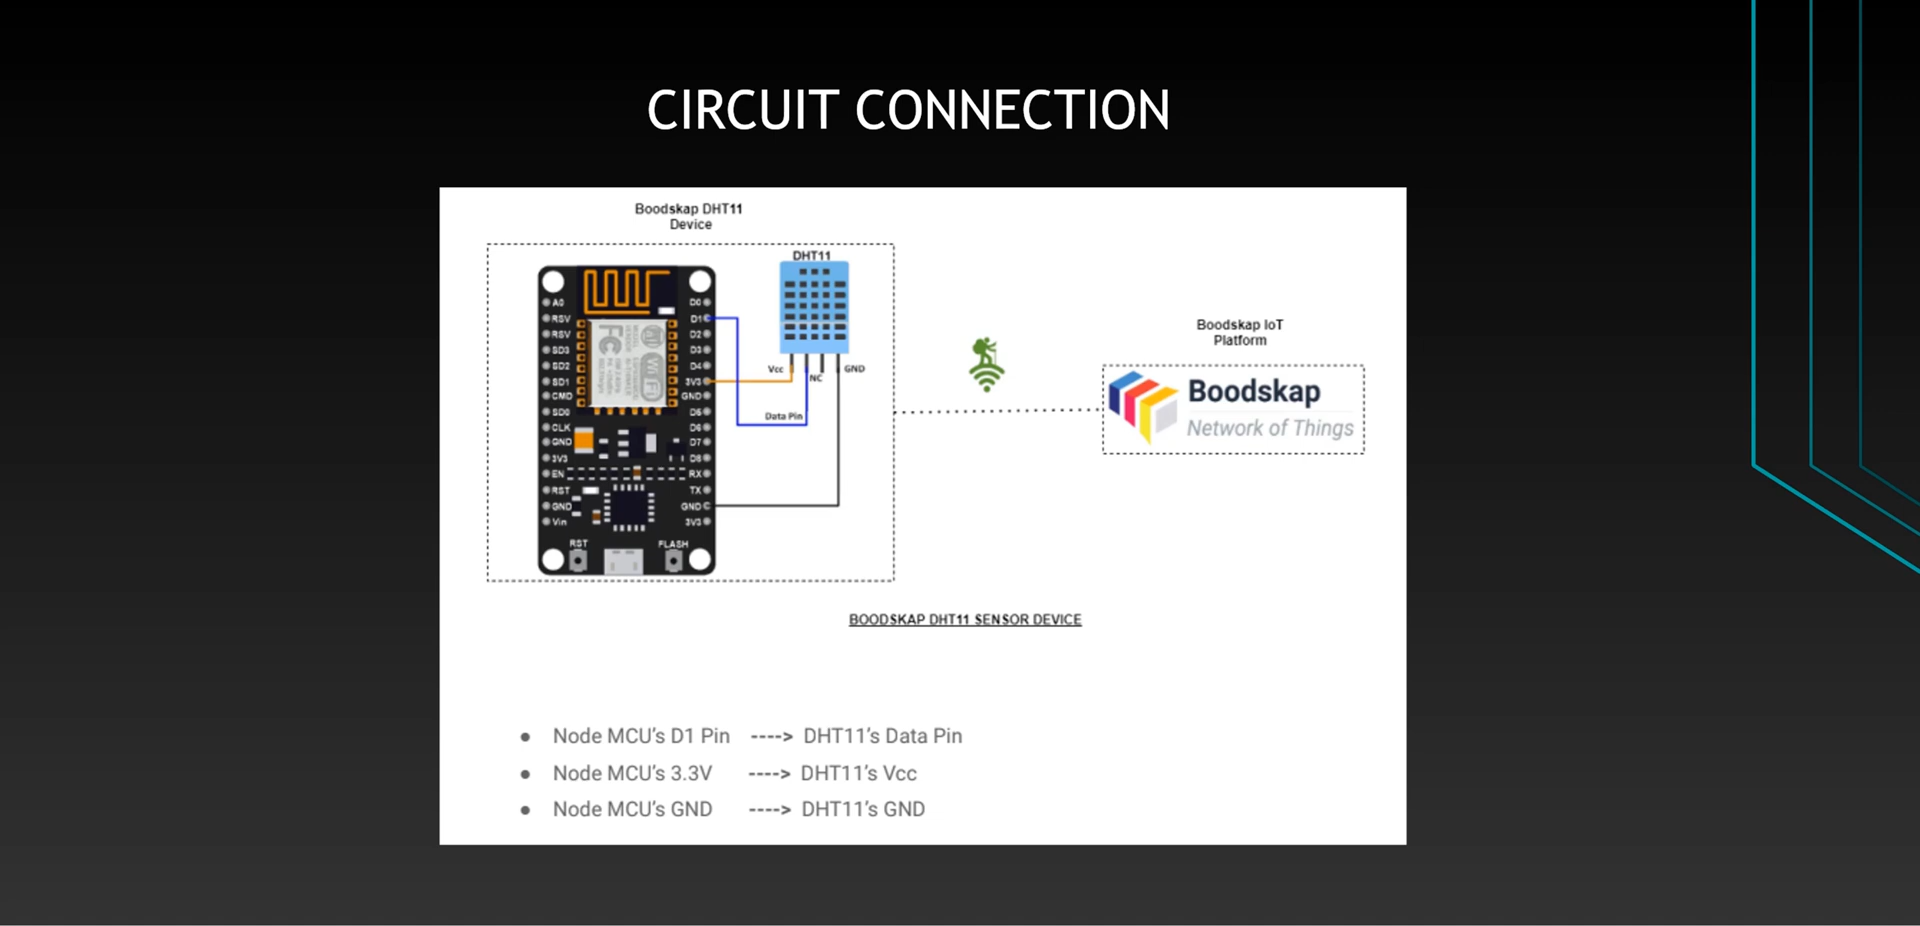 CIRCUIT CONNECTION
Boodskap DHT11
Device
DHT11
A0
RSV
RSV
SD3
SD2
SD1
CMD
SD0
CLK
GND
3V3
EN
RST
GND
Vin
D0
D1
D2
D3
D4
3V3
GND
D5
D6
D7
D8
RX
TX
GND
3V3
RST
FLASH
Vcc
NC
GND
Data Pin
Boodskap IoT
Platform
Boodskap
Network of Things
BOODSKAP DHT11 SENSOR DEVICE
● Node MCU’s D1 Pin ----> DHT11’s Data Pin
● Node MCU’s 3.3V ----> DHT11’s Vcc
● Node MCU’s GND ----> DHT11’s GND